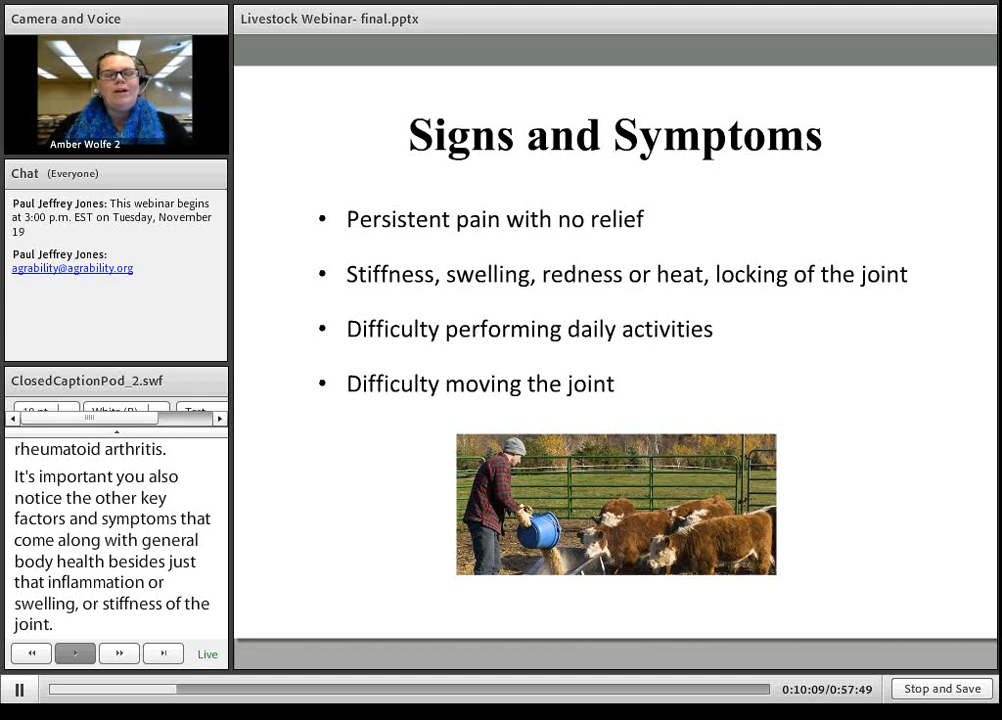 Camera and Voice
Amber Wolfe 2
Chat (Everyone)
Paul Jeffrey Jones: This webinar begins
at 3:00 p.m. EST on Tuesday, November
19
Paul Jeffrey Jones:
agrability@agrability.org
ClosedCaptionPod_2.swf
rheumatoid arthritis.
It's important you also
notice the other key
factors and symptoms that
come along with general
body health besides just
that inflammation or
swelling, or stiffness of the
joint.
Live
Livestock Webinar- final.pptx
Signs and Symptoms
• Persistent pain with no relief
• Stiffness, swelling, redness or heat, locking of the joint
• Difficulty performing daily activities
• Difficulty moving the joint
0:10:09/0:57:49
Stop and Save